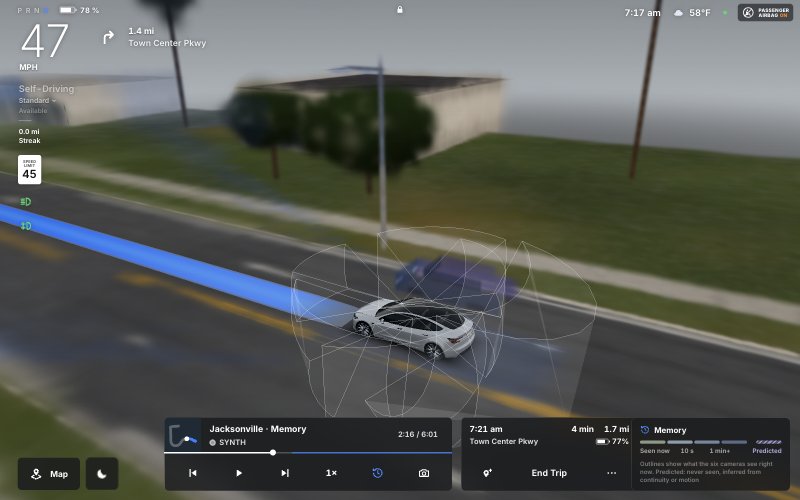 P R N
78 %
47
MPH
1.4 mi
Town Center Pkwy
7:17 am
58°F
PASSENGER
AIRBAG ON
Self-Driving
Standard
Available
0.0 mi
Streak
SPEED
LIMIT
45
Map
Jacksonville · Memory
SYNTH
2:16 / 6:01
1×
7:21 am
4 min
1.7 mi
Town Center Pkwy
77%
End Trip
Memory
Seen now
10 s
1 min+
Predicted
Outlines show what the six cameras see right
now. Predicted: never seen, inferred from
continuity or motion